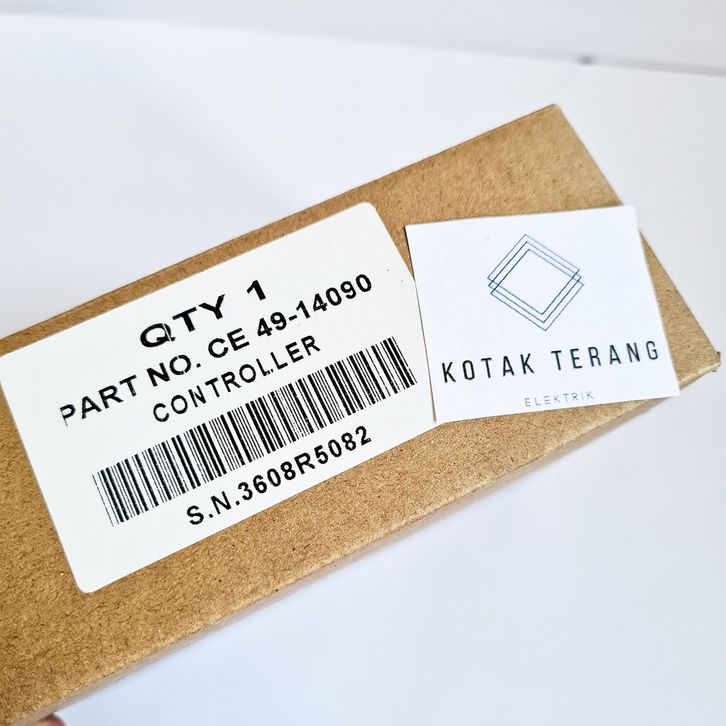 QTY 1
PART NO. CE 49-14090
CONTROLLER
S.N.3608R5082
KOTAK TERANG
ELEKTRIK